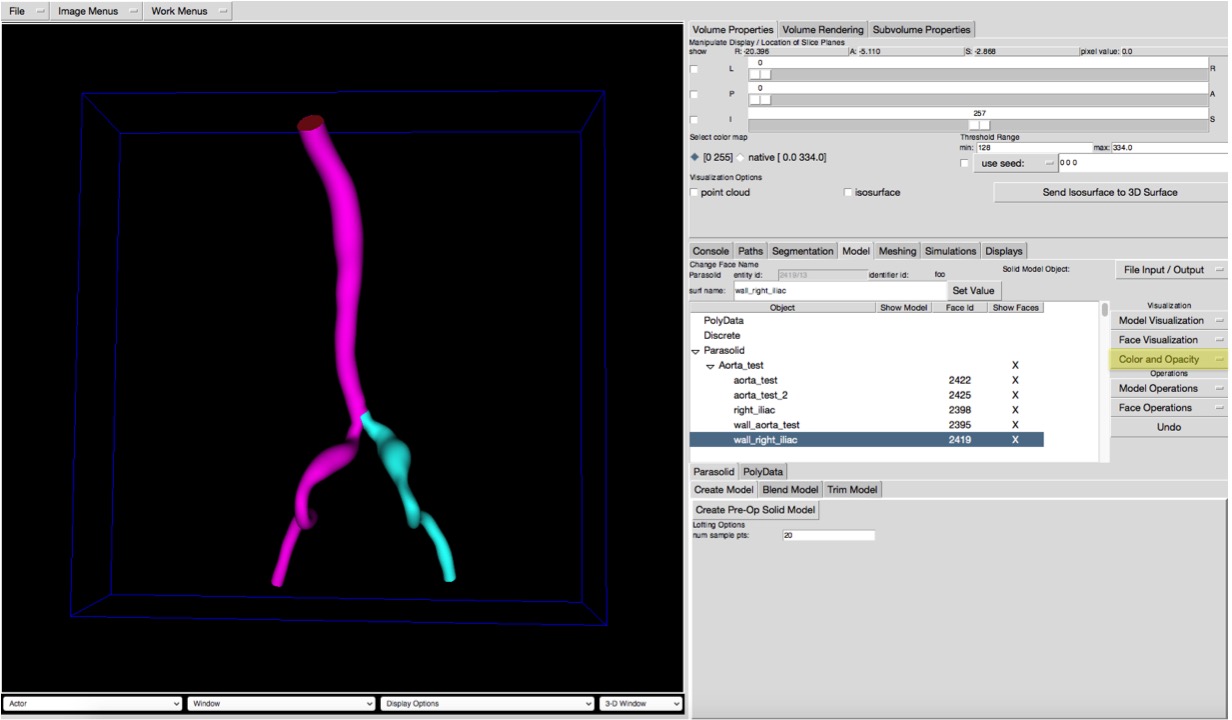 File Image Menus Work Menus
Volume Properties Volume Rendering Subvolume Properties
Manipulate Display / Location of Slice Planes
show R: -20.396 A: -5.110 S: -2.868 pixel value: 0.0
0
L R
0
P A
257
I S
Select color map Threshold Range
min: 128 max: 334.0
[0 255] native [ 0.0 334.0] use seed: 0 0 0
Visualization Options
point cloud isosurface Send Isosurface to 3D Surface
Console Paths Segmentation Model Meshing Simulations Displays
Change Face Name
Solid Model Object: File Input / Output
Parasolid entity id: 2419/13 identifier id: foo
surf name: wall_right_iliac Set Value
Object Show Model Face Id Show Faces
Visualization
PolyData Model Visualization
Discrete Face Visualization
Parasolid Color and Opacity
Aorta_test X Operations
aorta_test 2422 X Model Operations
aorta_test_2 2425 X
right_iliac 2398 X Face Operations
wall_aorta_test 2395 X Undo
wall_right_iliac 2419 X
Parasolid PolyData
Create Model Blend Model Trim Model
Create Pre-Op Solid Model
Lofting Options
num sample pts: 20
Actor Window Display Options 3-D Window